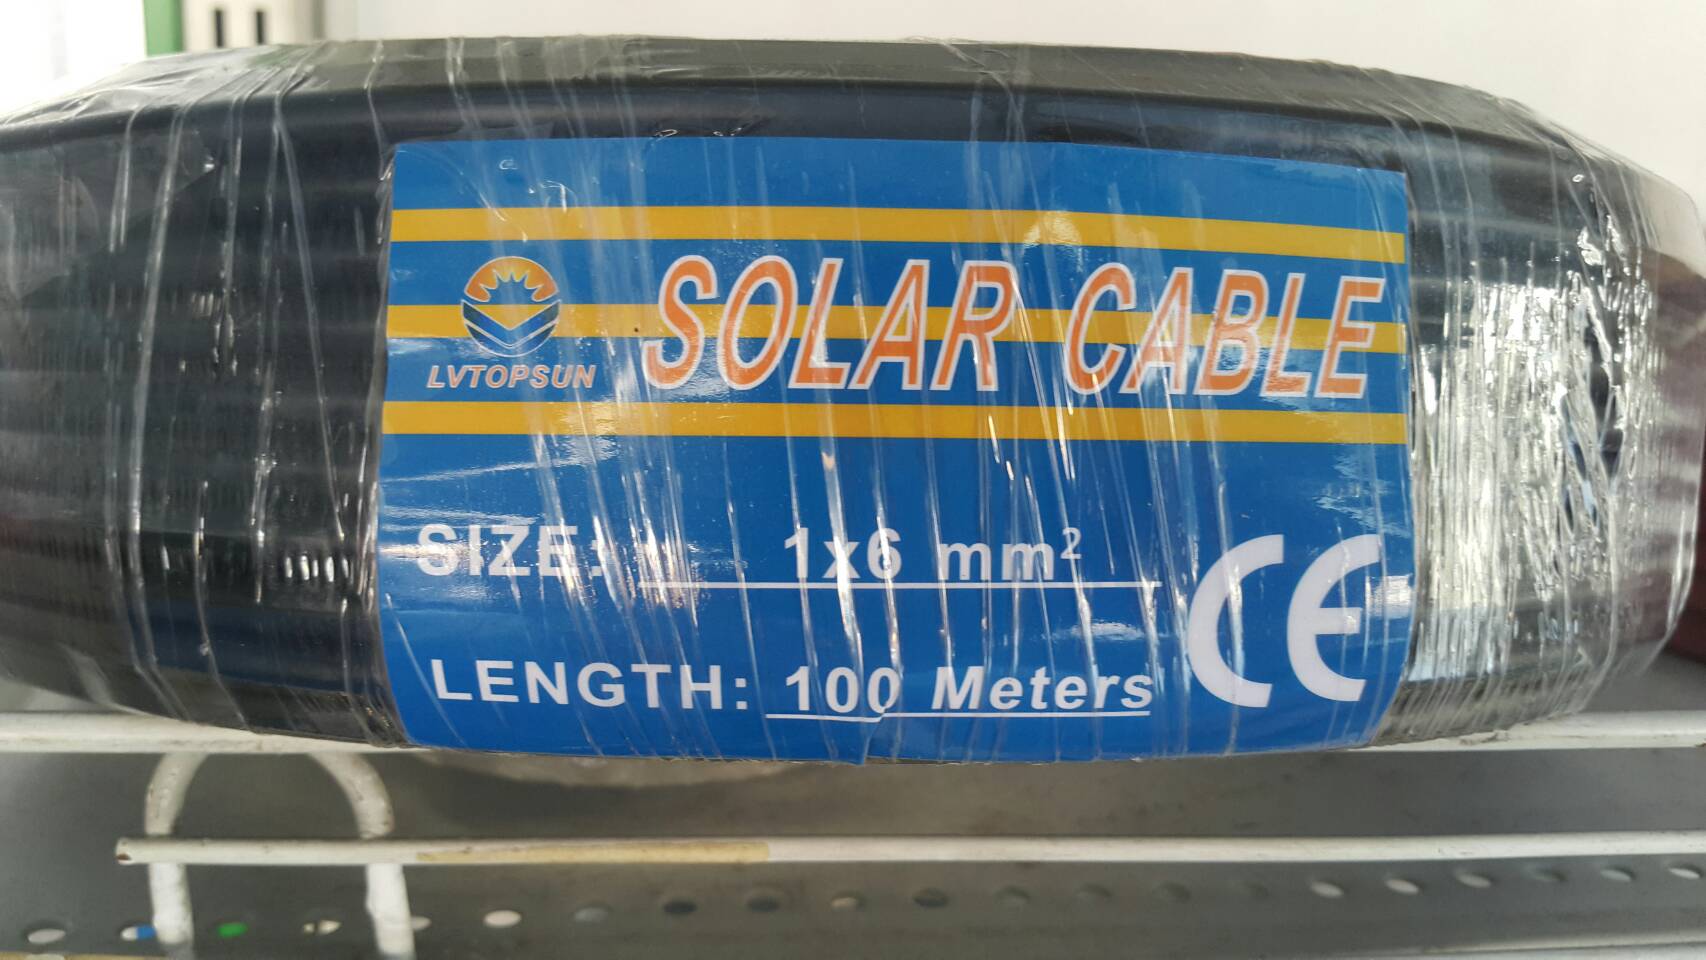 SOLAR CABLE
LVTOPSUN
SIZE: 1x6 mm²
LENGTH: 100 Meters
CE